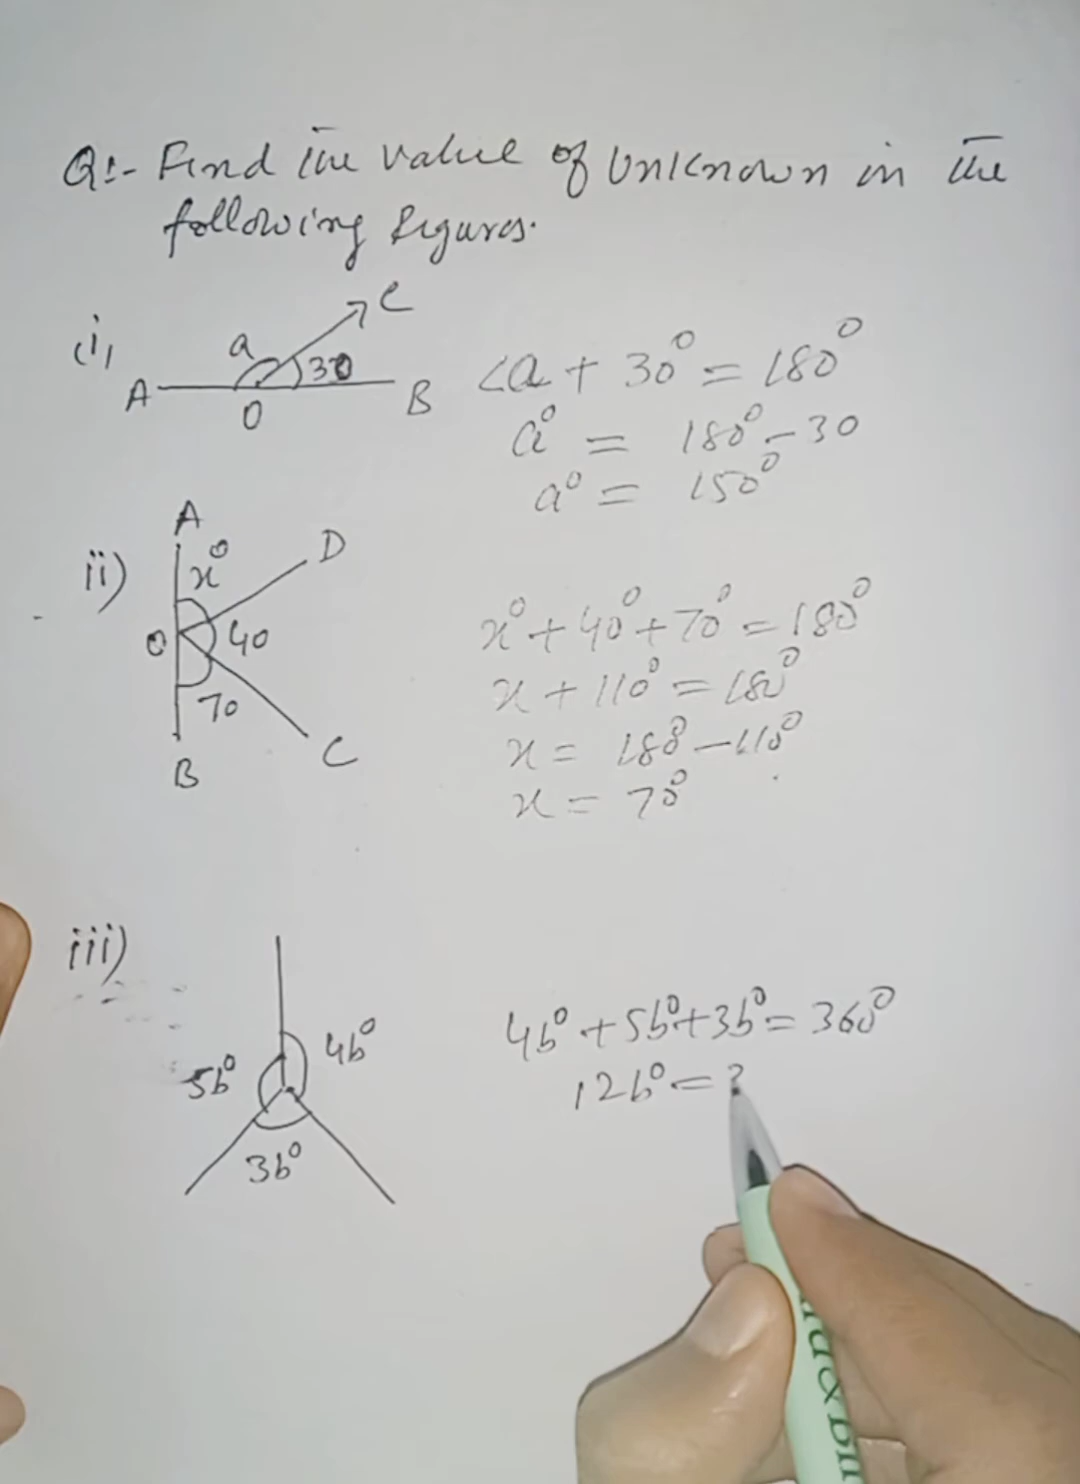 Q:- Find the value of Unknown in the
following figures.
(i)
a
C
30
A
O
B
<a + 30° = 180°
a° = 180° - 30
a° = 150°
ii)
A
x°
D
O
40
70
B
C
x° + 40° + 70° = 180°
x + 110° = 180°
x = 180° - 110°
x = 70°
iii)
5b°
4b°
3b°
4b° + 5b° + 3b° = 360°
12b° = 3